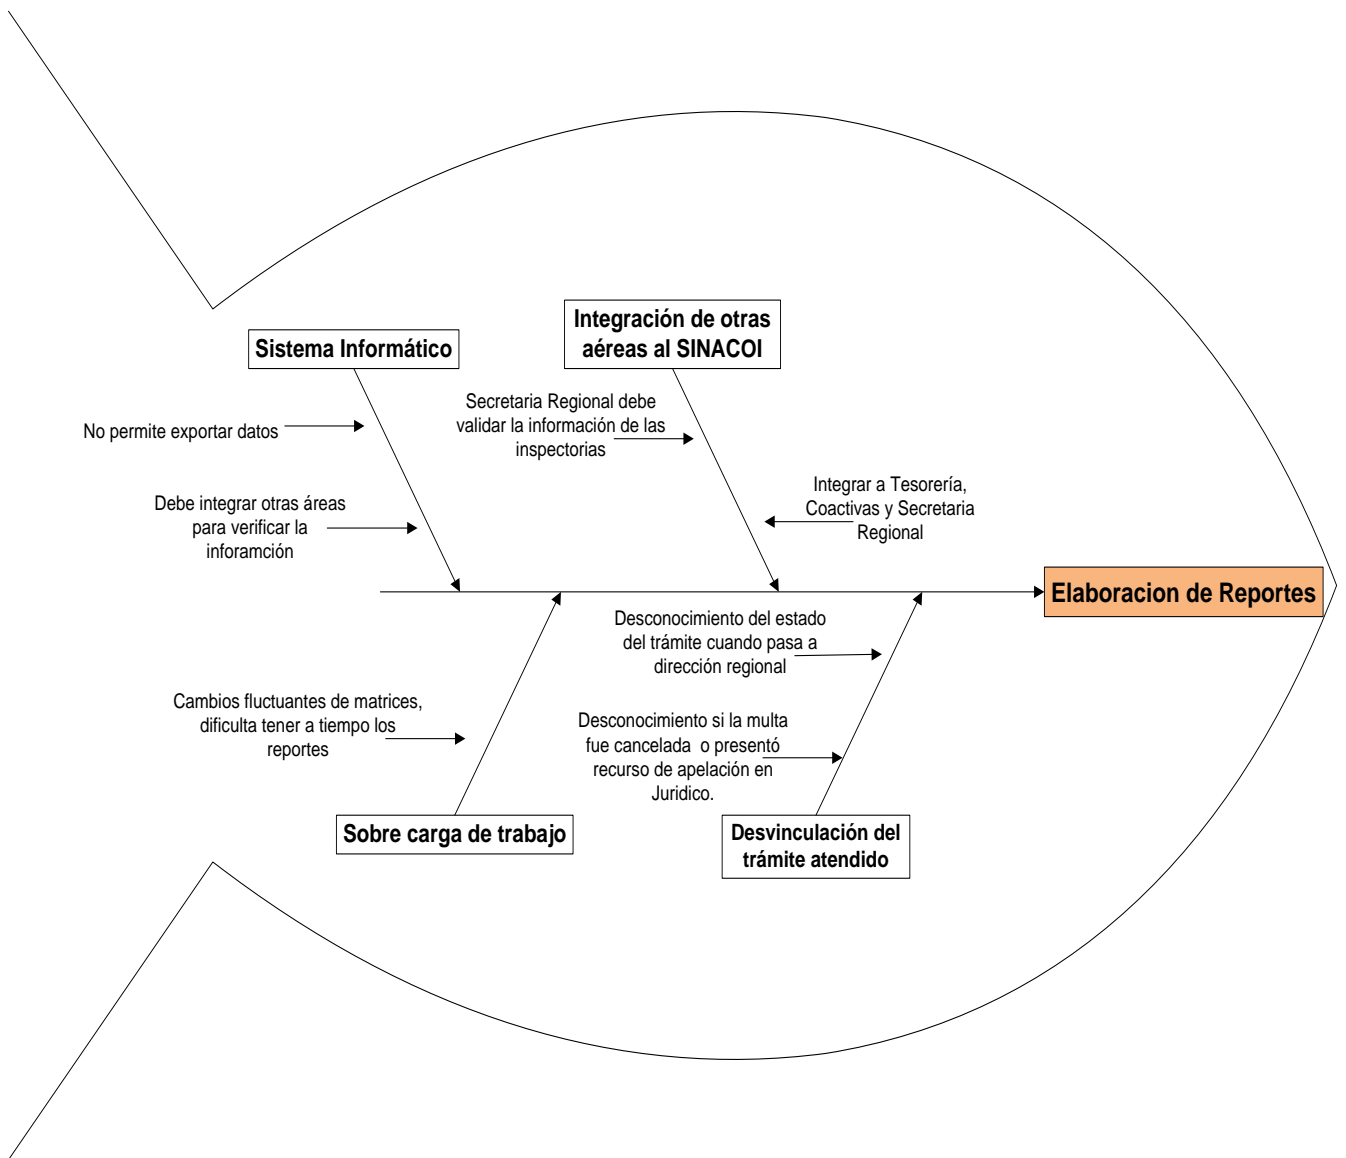 Integración de otras
aéreas al SINACOI
Sistema Informático
Secretaria Regional debe
validar la información de las
inspectorias
No permite exportar datos
Integrar a Tesorería,
Coactivas y Secretaria
Regional
Debe integrar otras áreas
para verificar la
inforamción
Elaboracion de Reportes
Desconocimiento del estado
del trámite cuando pasa a
dirección regional
Cambios fluctuantes de matrices,
dificulta tener a tiempo los
reportes
Desconocimiento si la multa
fue cancelada  o presentó
recurso de apelación en
Juridico.
Sobre carga de trabajo
Desvinculación del
trámite atendido